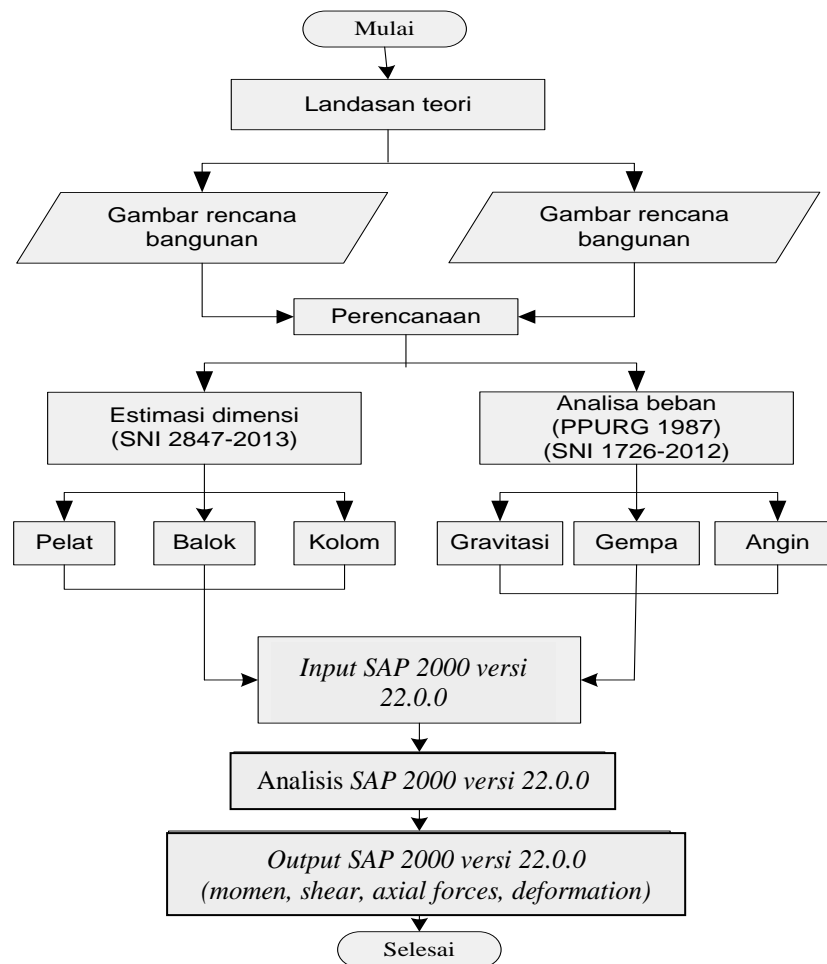 Mulai
Landasan teori
Gambar rencana
bangunan
Gambar rencana
bangunan
Perencanaan
Estimasi dimensi
(SNI 2847-2013)
Analisa beban
(PPURG 1987)
(SNI 1726-2012)
Pelat
Balok
Kolom
Gravitasi
Gempa
Angin
Input SAP 2000 versi
22.0.0
Analisis SAP 2000 versi 22.0.0
Output SAP 2000 versi 22.0.0
(momen, shear, axial forces, deformation)
Selesai